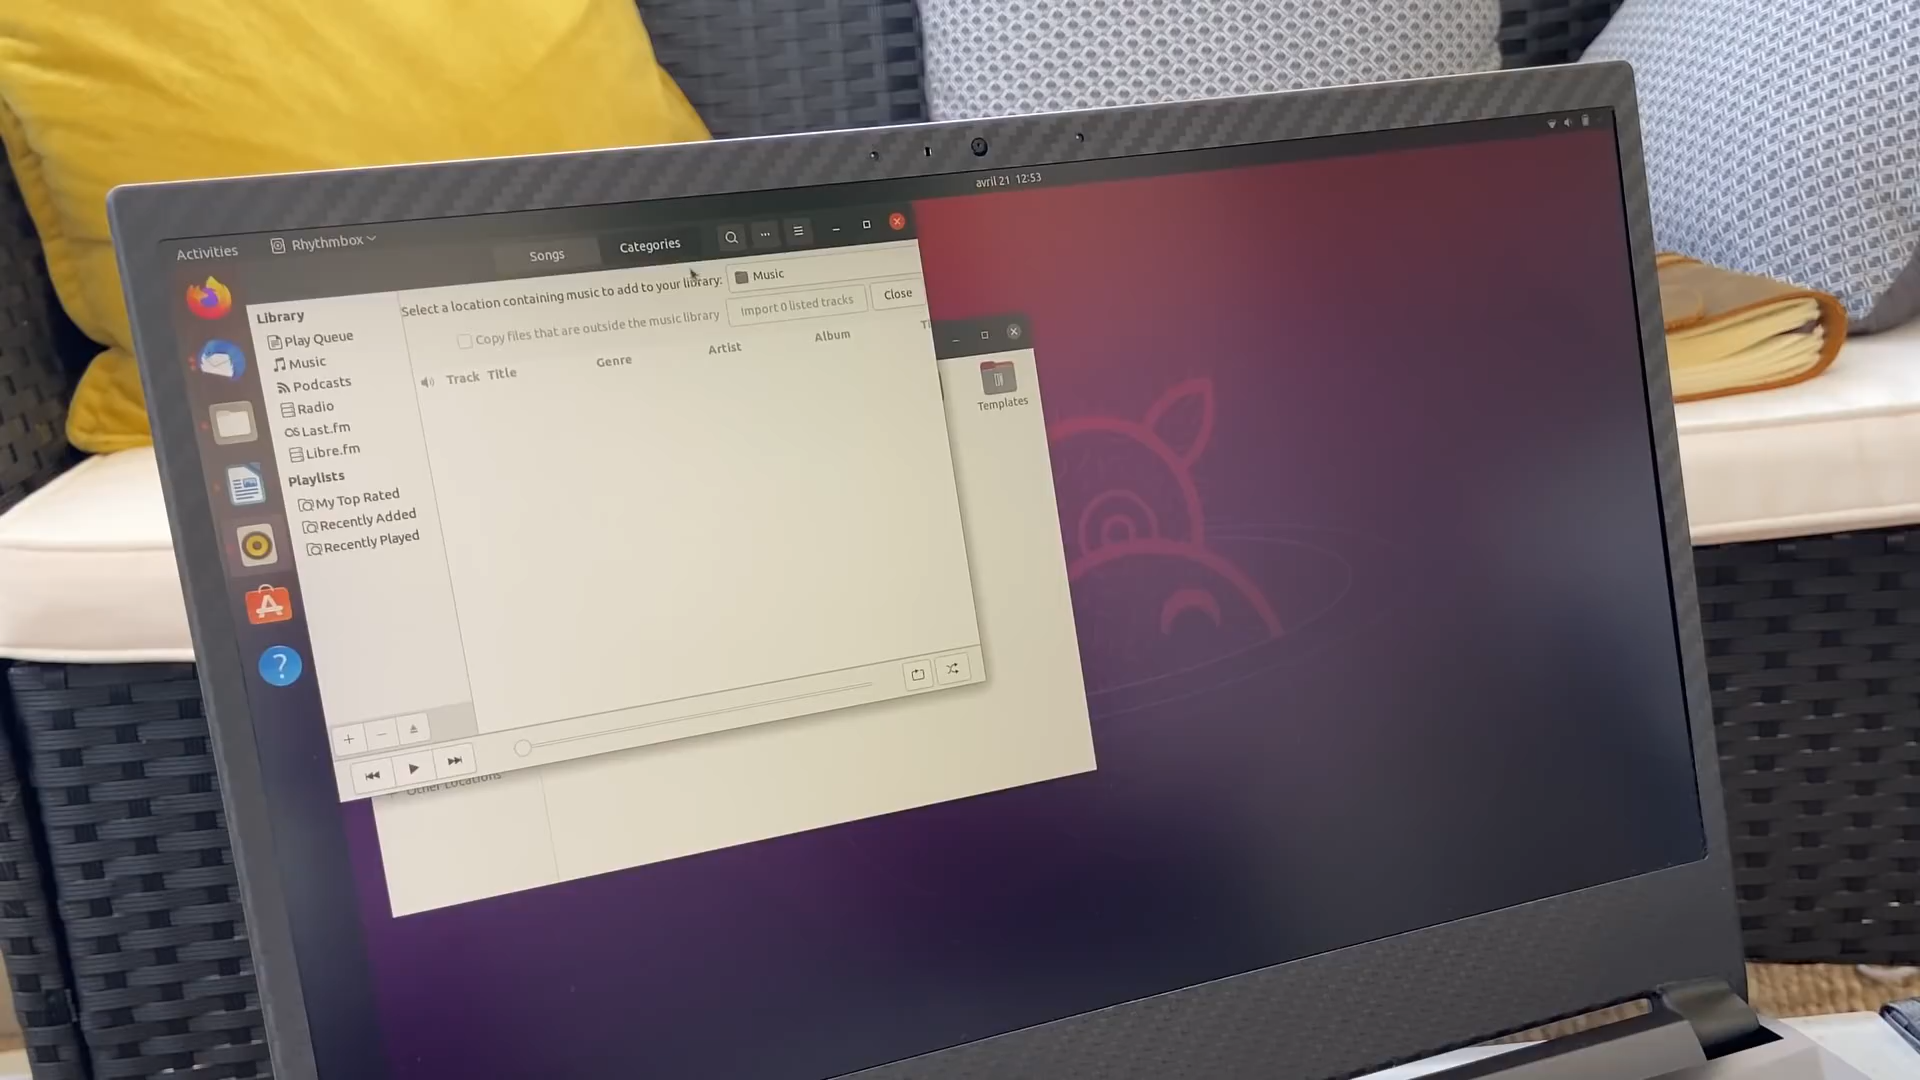 avril 21 12:53
Activities
Rhythmbox
Songs
Categories
Select a location containing music to add to your library:
Music
Copy files that are outside the music library
Import 0 listed tracks
Close
Track
Title
Genre
Artist
Album
Ti
Library
Play Queue
Music
Podcasts
Radio
Last.fm
Libre.fm
Playlists
My Top Rated
Recently Added
Recently Played
Templates
Other Locations